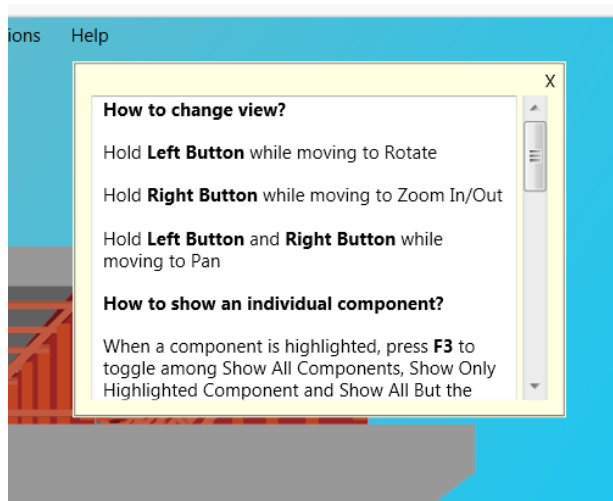 ions Help
X
How to change view?
Hold Left Button while moving to Rotate
Hold Right Button while moving to Zoom In/Out
Hold Left Button and Right Button while
moving to Pan
How to show an individual component?
When a component is highlighted, press F3 to
toggle among Show All Components, Show Only
Highlighted Component and Show All But the